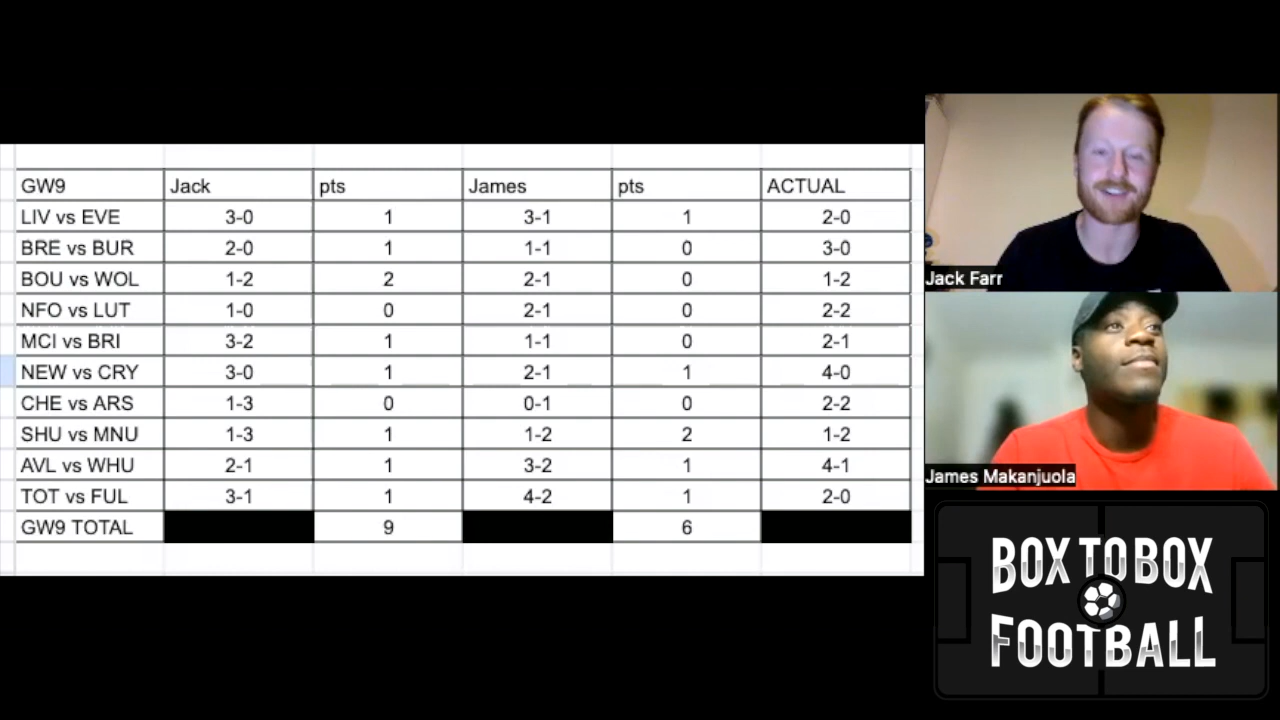 GW9 Jack pts James pts ACTUAL
LIV vs EVE 3-0 1 3-1 1 2-0
BRE vs BUR 2-0 1 1-1 0 3-0
BOU vs WOL 1-2 2 2-1 0 1-2
NFO vs LUT 1-0 0 2-1 0 2-2
MCI vs BRI 3-2 1 1-1 0 2-1
NEW vs CRY 3-0 1 2-1 1 4-0
CHE vs ARS 1-3 0 0-1 0 2-2
SHU vs MNU 1-3 1 1-2 2 1-2
AVL vs WHU 2-1 1 3-2 1 4-1
TOT vs FUL 3-1 1 4-2 1 2-0
GW9 TOTAL 9 6
Jack Farr
James Makanjuola
BOX TO BOX
FOOTBALL